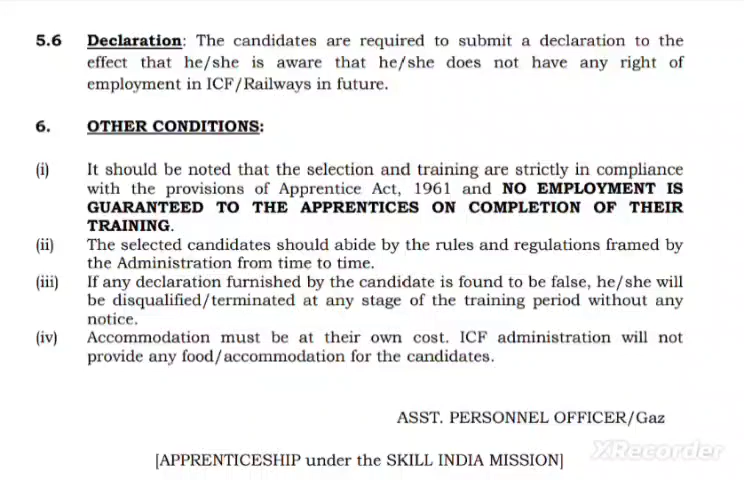 5.6 Declaration: The candidates are required to submit a declaration to the
effect that he/she is aware that he/she does not have any right of
employment in ICF/Railways in future.
6. OTHER CONDITIONS:
(i) It should be noted that the selection and training are strictly in compliance
with the provisions of Apprentice Act, 1961 and NO EMPLOYMENT IS
GUARANTEED TO THE APPRENTICES ON COMPLETION OF THEIR
TRAINING.
(ii) The selected candidates should abide by the rules and regulations framed by
the Administration from time to time.
(iii) If any declaration furnished by the candidate is found to be false, he/she will
be disqualified/terminated at any stage of the training period without any
notice.
(iv) Accommodation must be at their own cost. ICF administration will not
provide any food/accommodation for the candidates.
ASST. PERSONNEL OFFICER/Gaz
XRecorder
[APPRENTICESHIP under the SKILL INDIA MISSION]